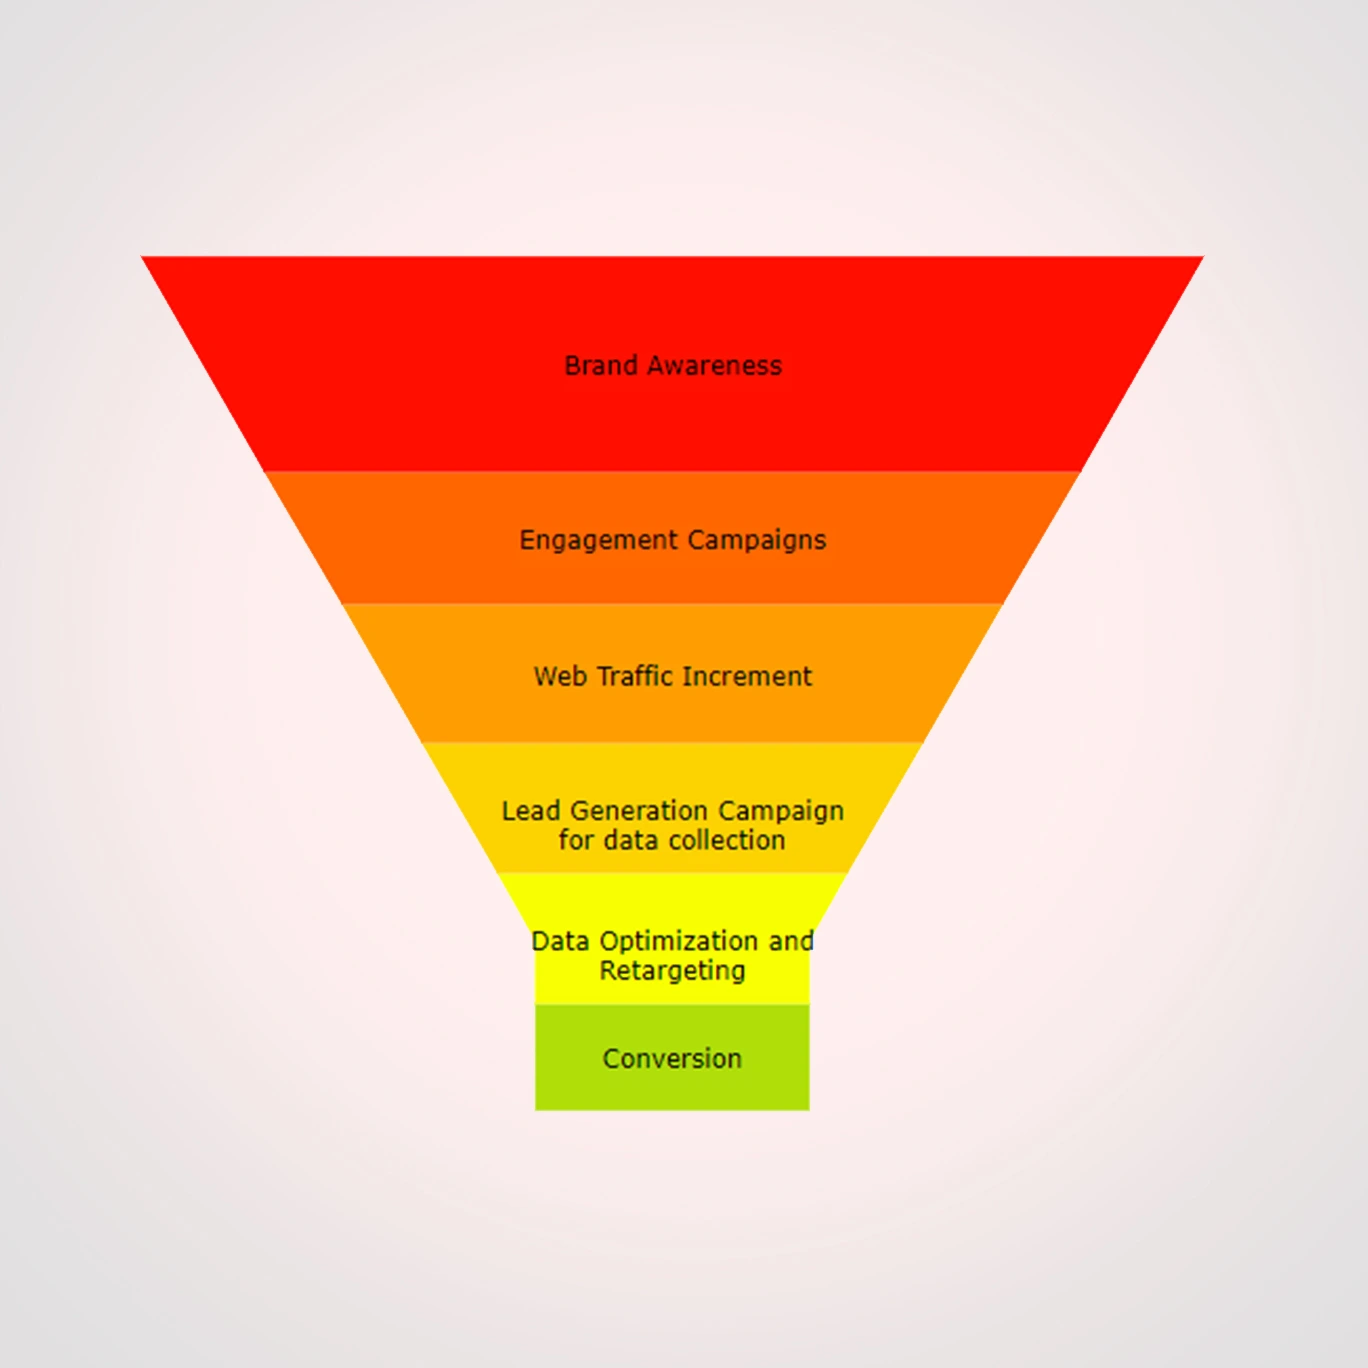 Brand Awareness
Engagement Campaigns
Web Traffic Increment
Lead Generation Campaign
for data collection
Data Optimization and
Retargeting
Conversion